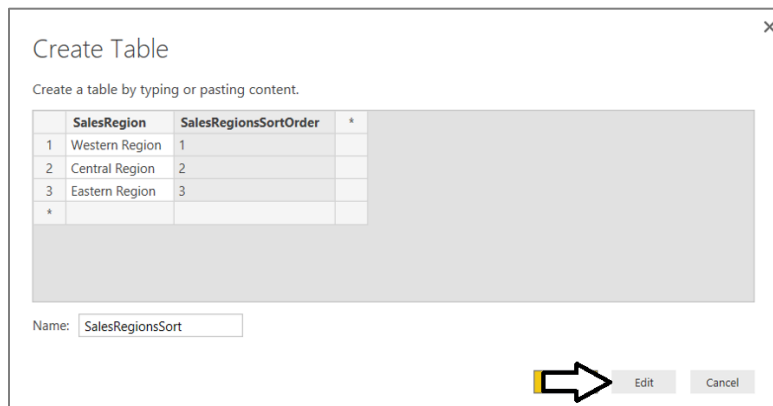 Create Table
Create a table by typing or pasting content.
SalesRegion SalesRegionsSortOrder *
1 Western Region 1
2 Central Region 2
3 Eastern Region 3
*
Name: SalesRegionsSort
Edit Cancel